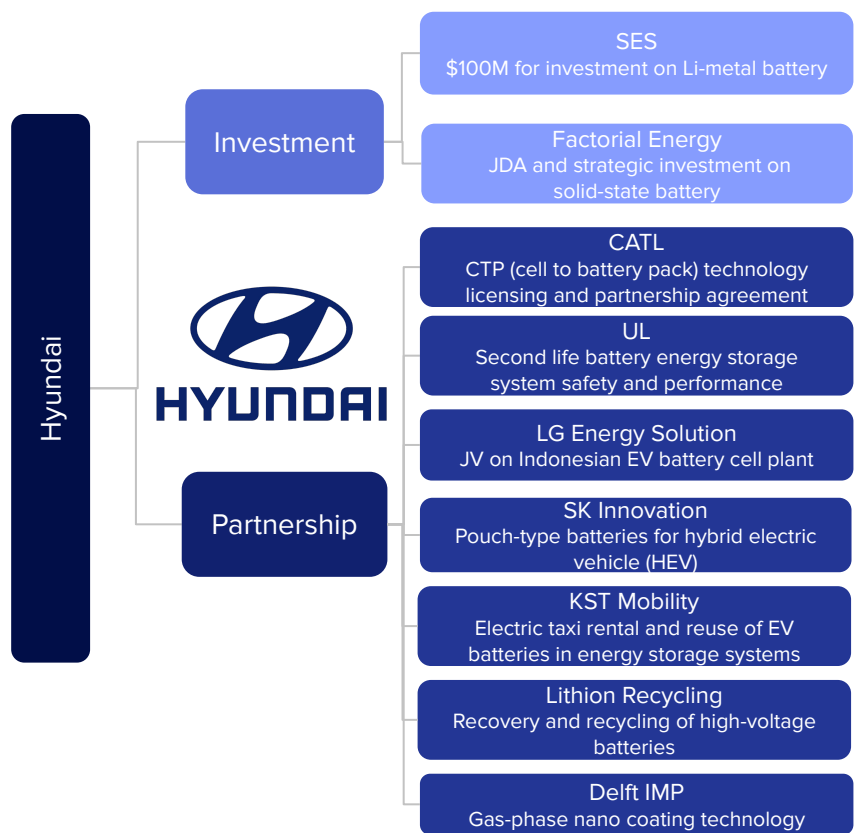 Hyundai
Investment
SES
$100M for investment on Li-metal battery
Factorial Energy
JDA and strategic investment on
solid-state battery
HYUNDAI
Partnership
CATL
CTP (cell to battery pack) technology
licensing and partnership agreement
UL
Second life battery energy storage
system safety and performance
LG Energy Solution
JV on Indonesian EV battery cell plant
SK Innovation
Pouch-type batteries for hybrid electric
vehicle (HEV)
KST Mobility
Electric taxi rental and reuse of EV
batteries in energy storage systems
Lithion Recycling
Recovery and recycling of high-voltage
batteries
Delft IMP
Gas-phase nano coating technology